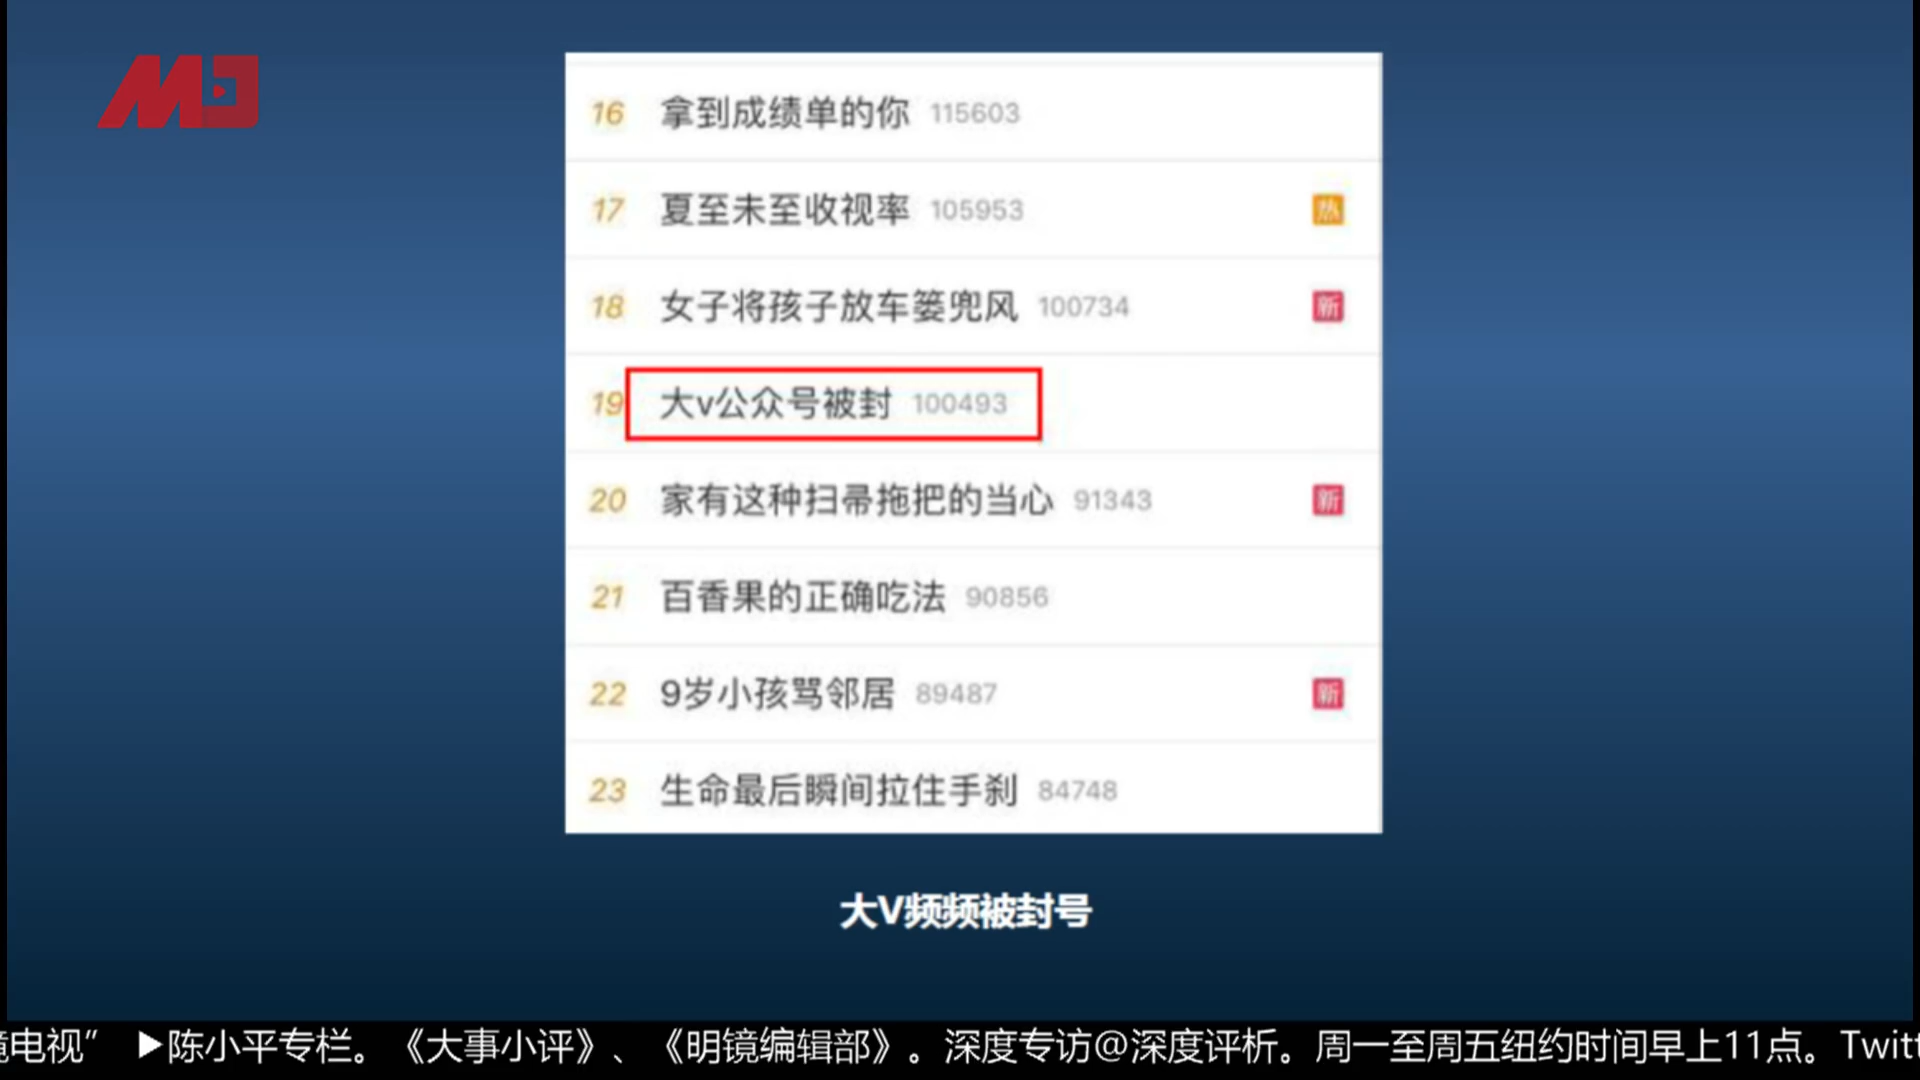 MD
16 拿到成绩单的你 115603
17 夏至未至收视率 105953 热
18 女子将孩子放车篓兜风 100734 新
19 大v公众号被封 100493
20 家有这种扫帚拖把的当心 91343 新
21 百香果的正确吃法 90856
22 9岁小孩骂邻居 89487 新
23 生命最后瞬间拉住手刹 84748
大V频频被封号
镜电视” ▶陈小平专栏。《大事小评》、《明镜编辑部》。深度专访@深度评析。周一至周五纽约时间早上11点。Twitt